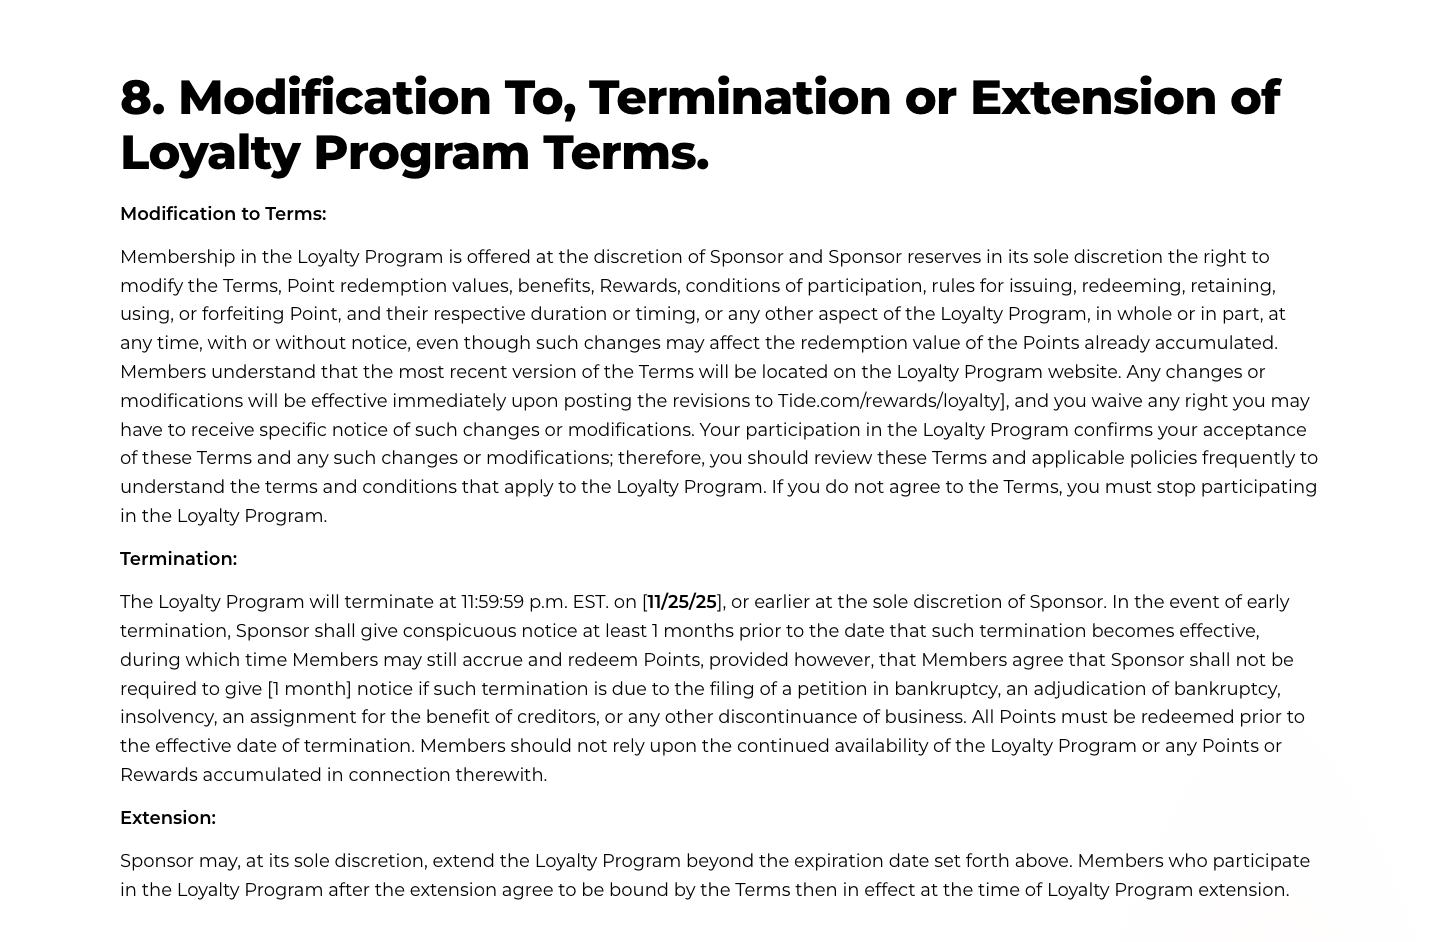 8. Modification To, Termination or Extension of
Loyalty Program Terms.
Modification to Terms:
Membership in the Loyalty Program is offered at the discretion of Sponsor and Sponsor reserves in its sole discretion the right to
modify the Terms, Point redemption values, benefits, Rewards, conditions of participation, rules for issuing, redeeming, retaining,
using, or forfeiting Point, and their respective duration or timing, or any other aspect of the Loyalty Program, in whole or in part, at
any time, with or without notice, even though such changes may affect the redemption value of the Points already accumulated.
Members understand that the most recent version of the Terms will be located on the Loyalty Program website. Any changes or
modifications will be effective immediately upon posting the revisions to Tide.com/rewards/loyalty], and you waive any right you may
have to receive specific notice of such changes or modifications. Your participation in the Loyalty Program confirms your acceptance
of these Terms and any such changes or modifications; therefore, you should review these Terms and applicable policies frequently to
understand the terms and conditions that apply to the Loyalty Program. If you do not agree to the Terms, you must stop participating
in the Loyalty Program.
Termination:
The Loyalty Program will terminate at 11:59:59 p.m. EST. on [11/25/25], or earlier at the sole discretion of Sponsor. In the event of early
termination, Sponsor shall give conspicuous notice at least 1 months prior to the date that such termination becomes effective,
during which time Members may still accrue and redeem Points, provided however, that Members agree that Sponsor shall not be
required to give [1 month] notice if such termination is due to the filing of a petition in bankruptcy, an adjudication of bankruptcy,
insolvency, an assignment for the benefit of creditors, or any other discontinuance of business. All Points must be redeemed prior to
the effective date of termination. Members should not rely upon the continued availability of the Loyalty Program or any Points or
Rewards accumulated in connection therewith.
Extension:
Sponsor may, at its sole discretion, extend the Loyalty Program beyond the expiration date set forth above. Members who participate
in the Loyalty Program after the extension agree to be bound by the Terms then in effect at the time of Loyalty Program extension.